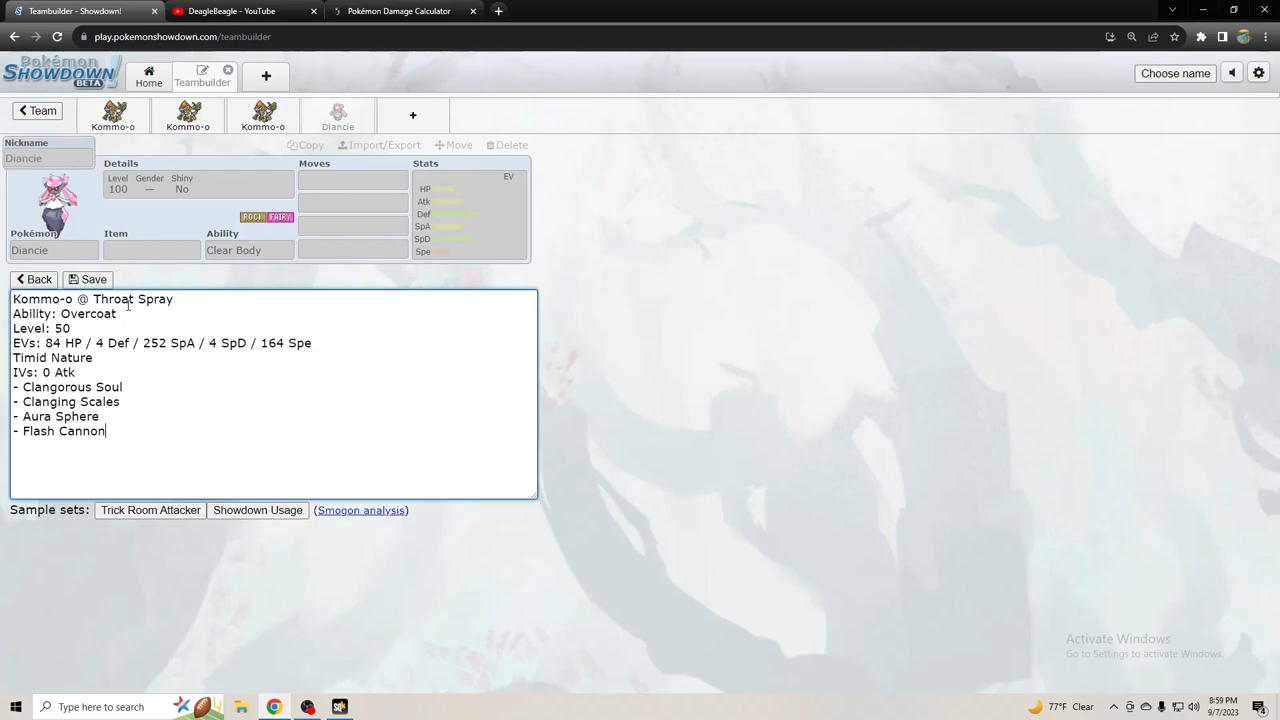 Teambuilder - Showdown!
DeagleBeagle - YouTube
Pokémon Damage Calculator
play.pokemonshowdown.com/teambuilder
Pokémon
SHOWDOWN
BETA
Home
Teambuilder
Choose name
Team
Kommo-o
Kommo-o
Kommo-o
Diancie
Copy
Import/Export
Move
Delete
Nickname
Diancie
Details
Level
Gender
Shiny
100
—
No
Moves
Stats
EV
HP
Atk
Def
SpA
SpD
Spe
ROCK
FAIRY
Pokémon
Item
Ability
Diancie
Clear Body
Back
Save
Kommo-o @ Throat Spray
Ability: Overcoat
Level: 50
EVs: 84 HP / 4 Def / 252 SpA / 4 SpD / 164 Spe
Timid Nature
IVs: 0 Atk
- Clangorous Soul
- Clanging Scales
- Aura Sphere
- Flash Cannon
Sample sets:
Trick Room Attacker
Showdown Usage
(Smogon analysis)
Activate Windows
Go to Settings to activate Windows.
Type here to search
77°F Clear
8:59 PM
9/7/2023
4